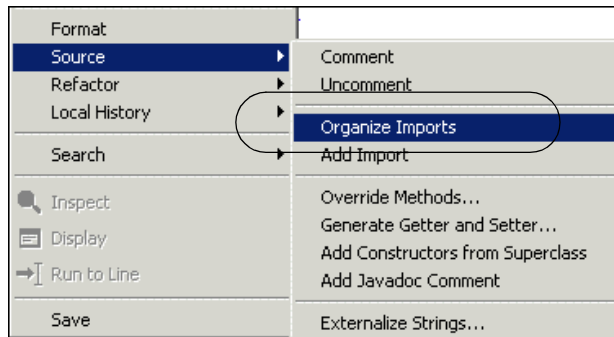 Format
Source
Refactor
Local History
Search
Inspect
Display
Run to Line
Save
Comment
Uncomment
Organize Imports
Add Import
Override Methods...
Generate Getter and Setter...
Add Constructors from Superclass
Add Javadoc Comment
Externalize Strings...